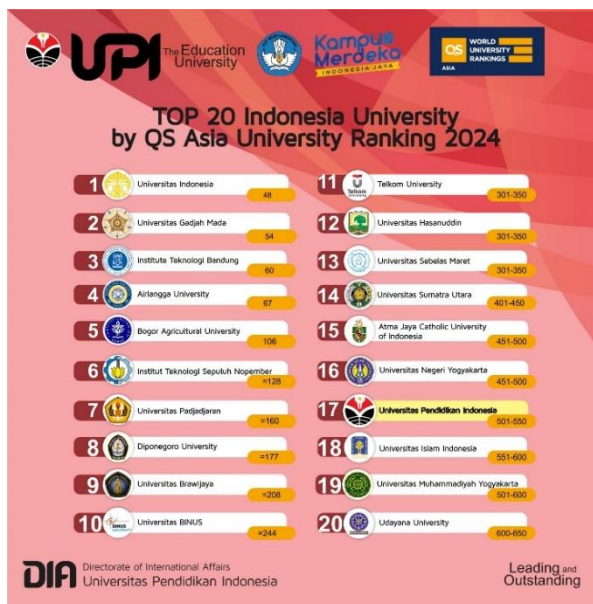 UPI The Education
University
Kampus
Merdeka
INDONESIA JAYA
QS WORLD
UNIVERSITY
RANKINGS
ASIA
TOP 20 Indonesia University
by QS Asia University Ranking 2024
1 Universitas Indonesia
48
2 Universitas Gadjah Mada
54
3 Institute Teknologi Bandung
60
4 Airlangga University
67
5 Bogor Agricultural University
106
6 Institut Teknologi Sepuluh Nopember
=128
7 Universitas Padjadjaran
=160
8 Diponegoro University
=177
9 Universitas Brawijaya
=208
10 Universitas BINUS
=244
11 Telkom University
301-350
12 Universitas Hasanuddin
301-350
13 Universitas Sebelas Maret
301-350
14 Universitas Sumatra Utara
401-450
15 Atma Jaya Catholic University
of Indonesia
451-500
16 Universitas Negeri Yogyakarta
451-500
17 Universitas Pendidikan Indonesia
501-550
18 Universitas Islam Indonesia
551-600
19 Universitas Muhammadiyah Yogyakarta
501-600
20 Udayana University
600-650
DIA Directorate of International Affairs
Universitas Pendidikan Indonesia
Leading and
Outstanding